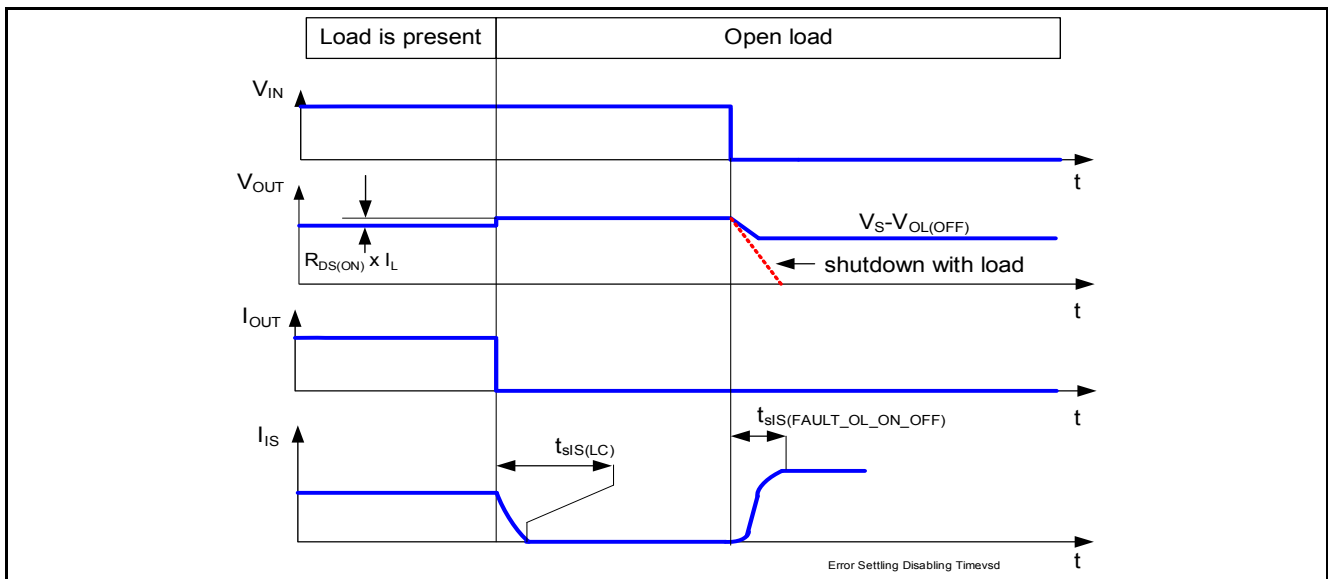 Load is present
Open load
VIN
t
VOUT
RDS(ON) x IL
VS-VOL(OFF)
shutdown with load
t
IOUT
t
IIS
tsIS(LC)
tsIS(FAULT_OL_ON_OFF)
t
Error Settling Disabling Timevsd